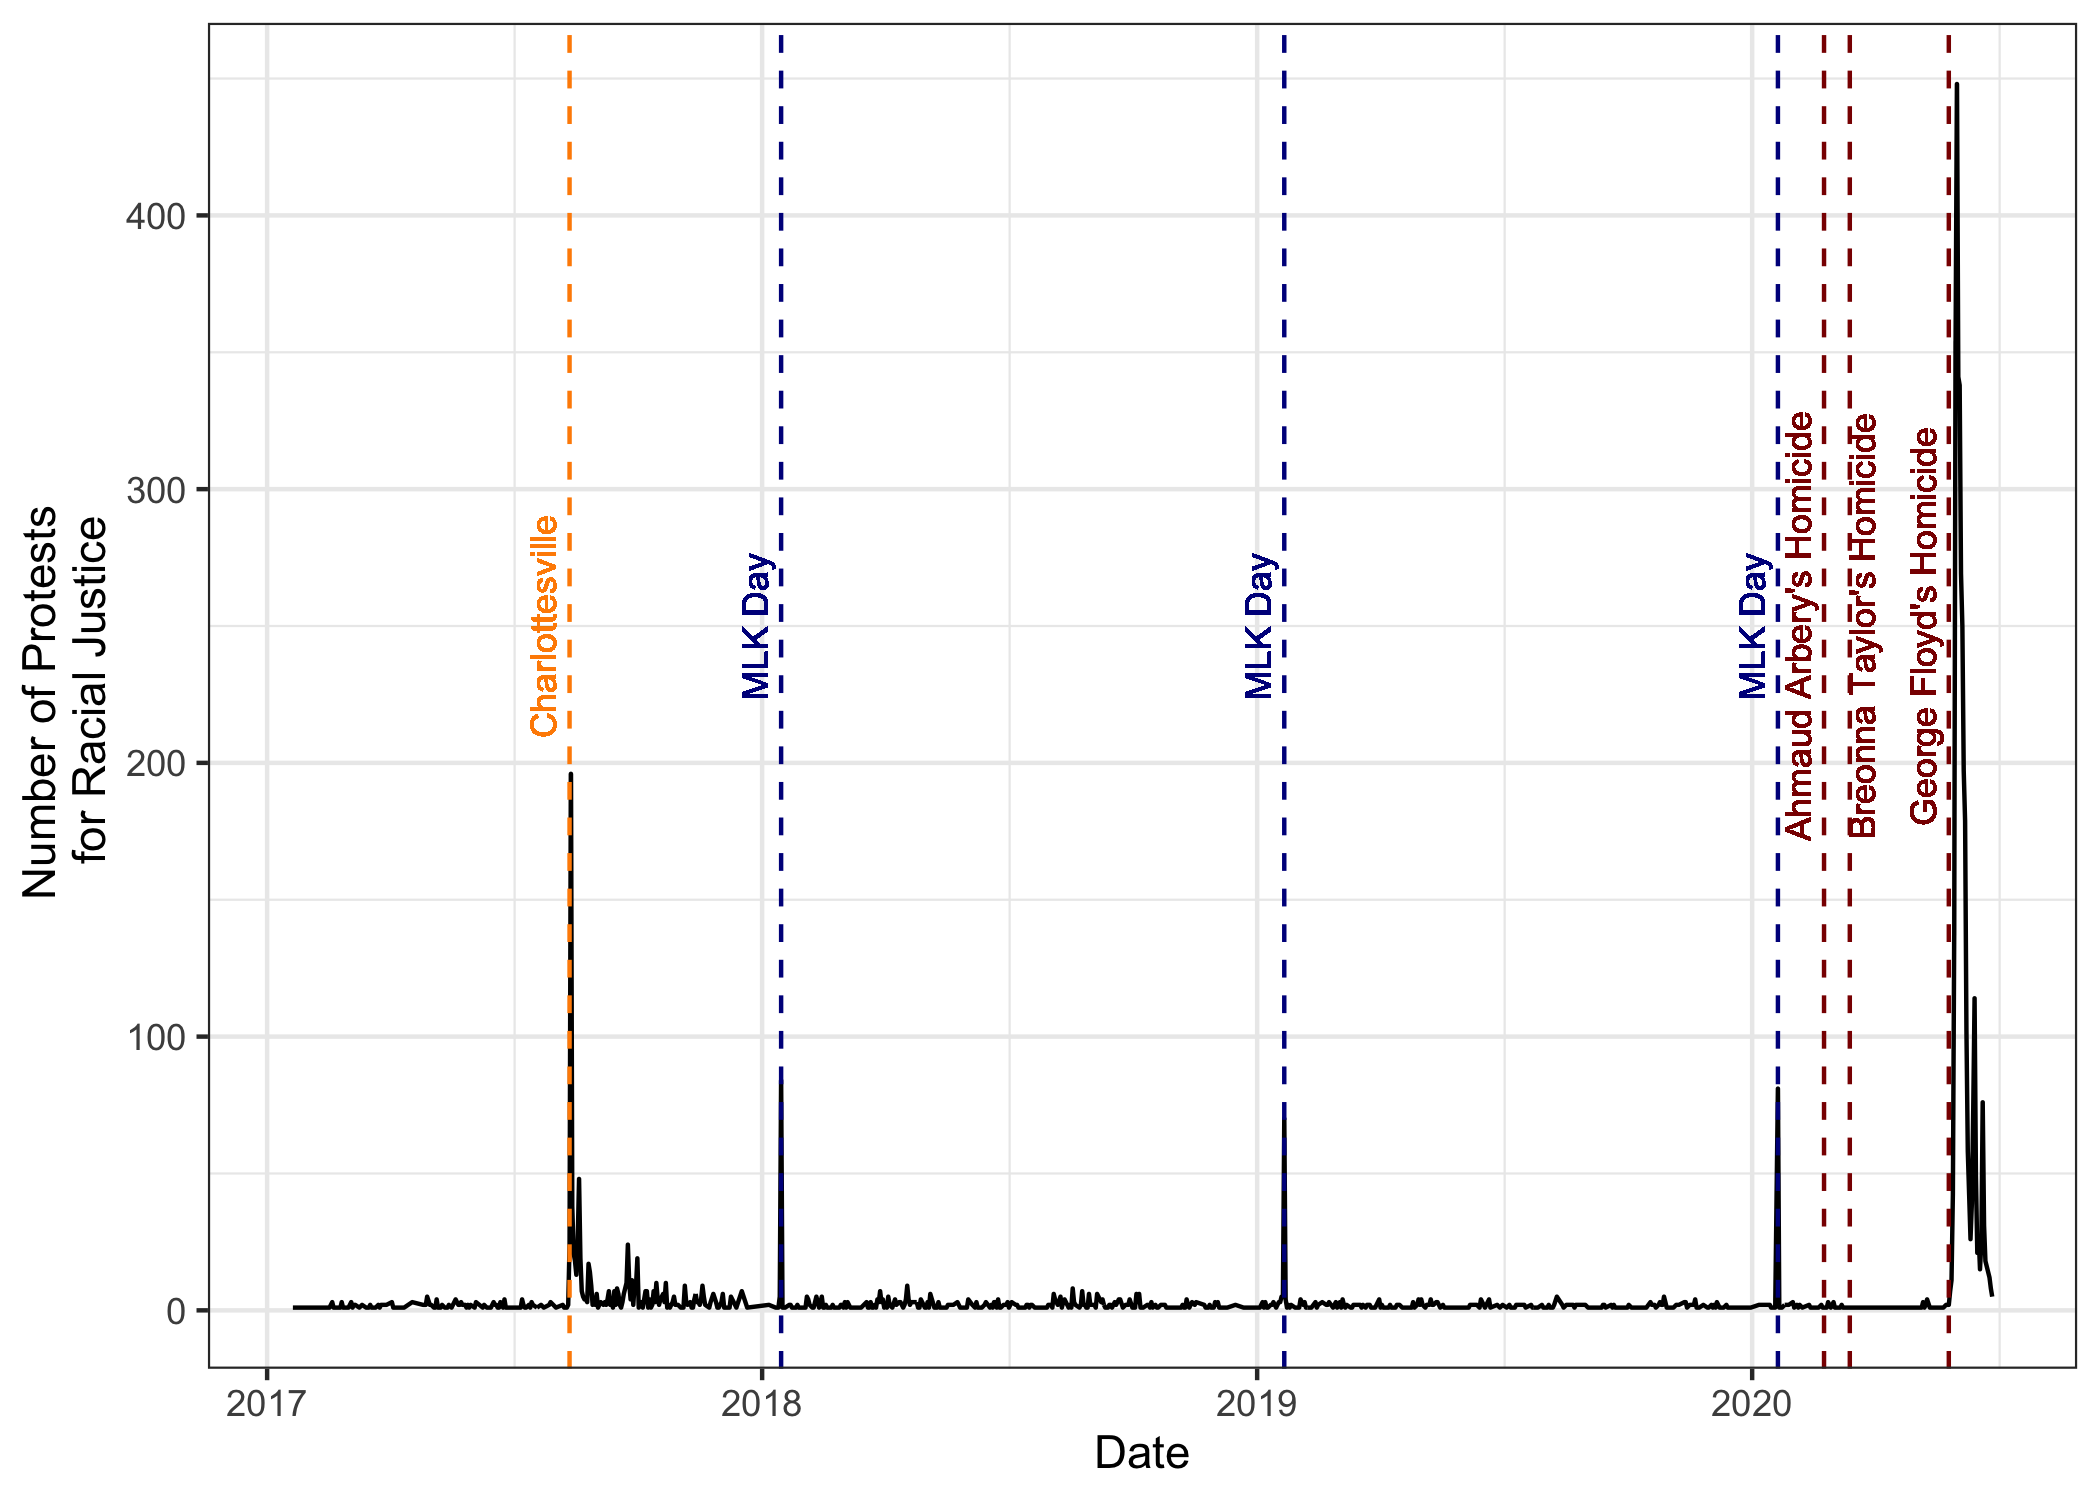 Number of Protests
for Racial Justice
400
300
200
100
0
Charlottesville
MLK Day
MLK Day
MLK Day
Ahmaud Arbery's Homicide
Breonna Taylor's Homicide
George Floyd's Homicide
2017
2018
2019
2020
Date